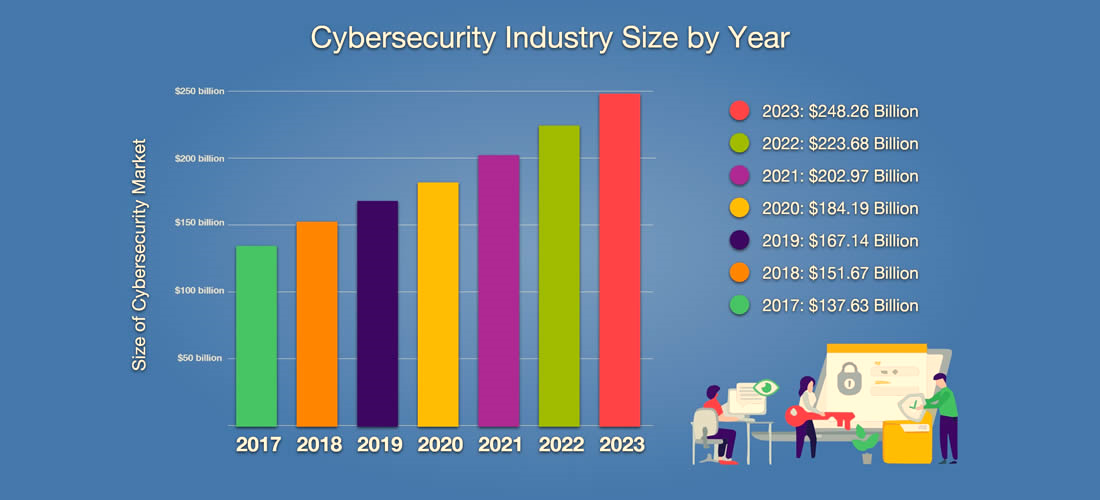 Cybersecurity Industry Size by Year
Size of Cybersecurity Market
$250 billion
$200 billion
$150 billion
$100 billion
$50 billion
2017 2018 2019 2020 2021 2022 2023
2023: $248.26 Billion
2022: $223.68 Billion
2021: $202.97 Billion
2020: $184.19 Billion
2019: $167.14 Billion
2018: $151.67 Billion
2017: $137.63 Billion